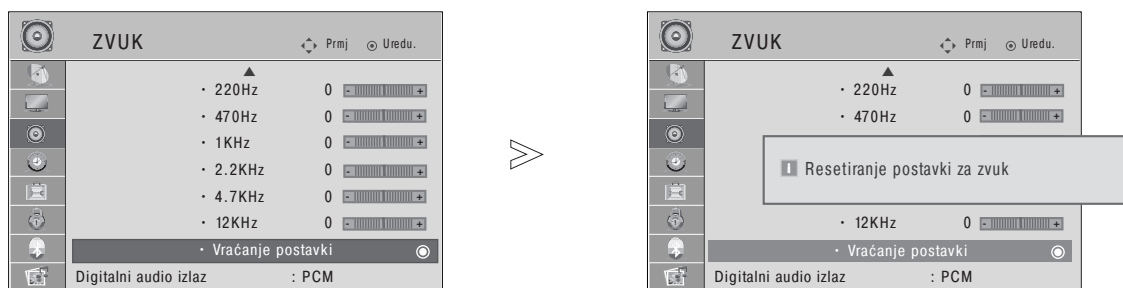 ZVUK Prmj Uredu.
• 220Hz 0 - +
• 470Hz 0 - +
• 1KHz 0 - +
• 2.2KHz 0 - +
• 4.7KHz 0 - +
• 12KHz 0 - +
• Vraćanje postavki
Digitalni audio izlaz : PCM
ZVUK Prmj Uredu.
• 220Hz 0 - +
• 470Hz 0 - +
i Resetiranje postavki za zvuk
• 12KHz 0 - +
• Vraćanje postavki
Digitalni audio izlaz : PCM